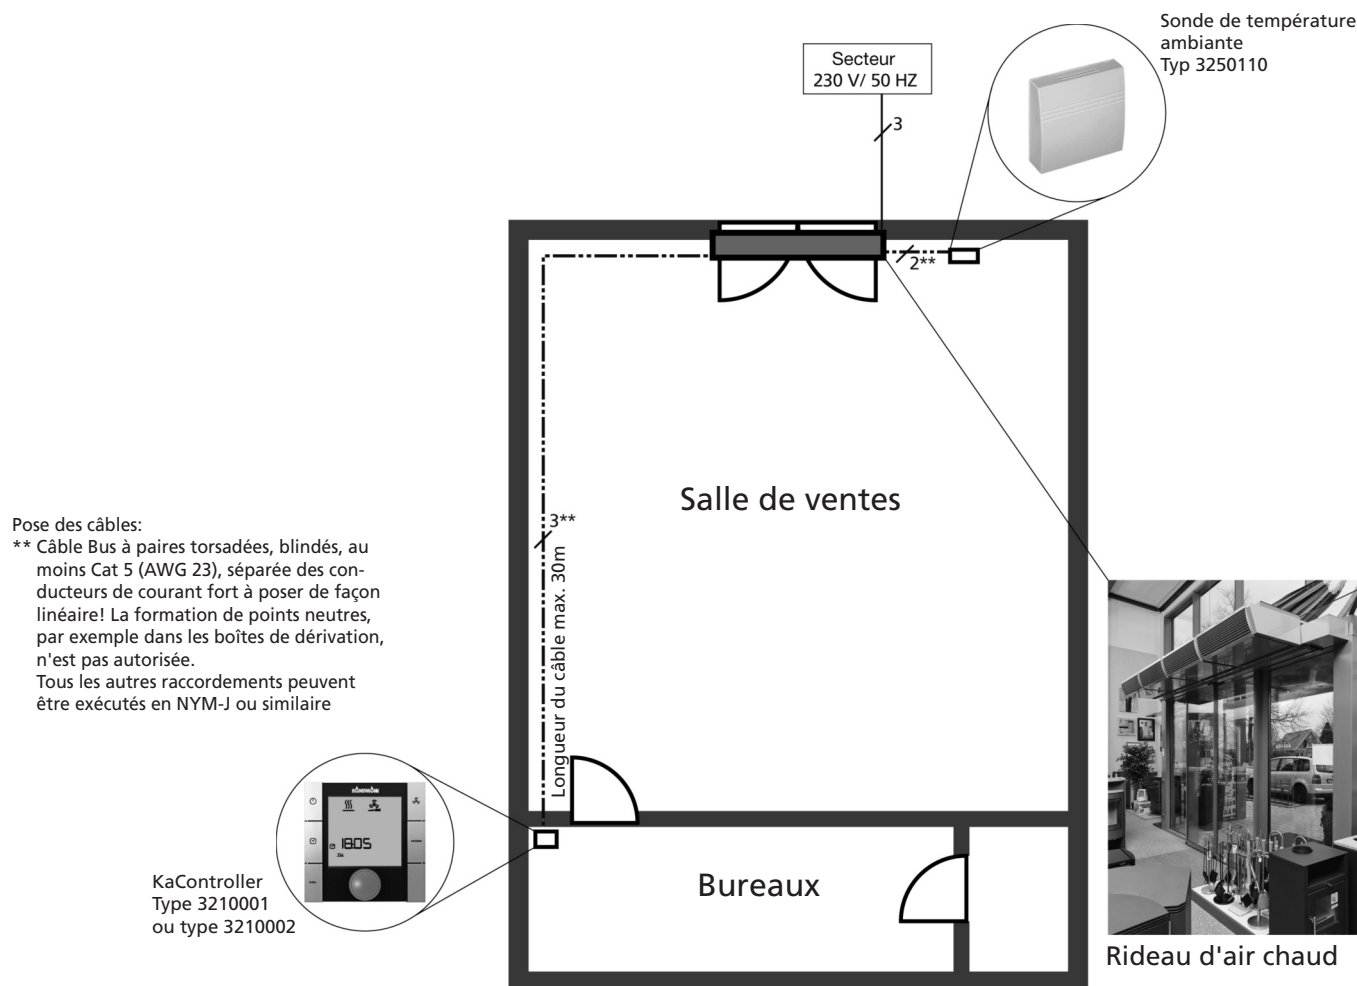 Sonde de température
ambiante
Typ 3250110
Secteur
230 V/ 50 HZ
3
2**
Salle de ventes
3**
Longueur du câble max. 30m
Pose des câbles:
** Câble Bus à paires torsadées, blindés, au
moins Cat 5 (AWG 23), séparée des con-
ducteurs de courant fort à poser de façon
linéaire! La formation de points neutres,
par exemple dans les boîtes de dérivation,
n'est pas autorisée.
Tous les autres raccordements peuvent
être exécutés en NYM-J ou similaire
18:05
KaController
Type 3210001
ou type 3210002
Bureaux
Rideau d'air chaud